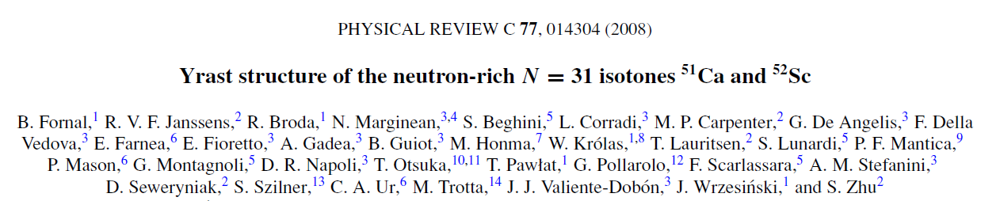 PHYSICAL REVIEW C 77, 014304 (2008)
Yrast structure of the neutron-rich N = 31 isotones ⁵¹Ca and ⁵²Sc
B. Fornal,¹ R. V. F. Janssens,² R. Broda,¹ N. Marginean,³,⁴ S. Beghini,⁵ L. Corradi,³ M. P. Carpenter,² G. De Angelis,³ F. Della
Vedova,³ E. Farnea,⁶ E. Fioretto,³ A. Gadea,³ B. Guiot,³ M. Honma,⁷ W. Królas,¹,⁸ T. Lauritsen,² S. Lunardi,⁵ P. F. Mantica,⁹
P. Mason,⁶ G. Montagnoli,⁵ D. R. Napoli,³ T. Otsuka,¹⁰,¹¹ T. Pawłat,¹ G. Pollarolo,¹² F. Scarlassara,⁵ A. M. Stefanini,³
D. Seweryniak,² S. Szilner,¹³ C. A. Ur,⁶ M. Trotta,¹⁴ J. J. Valiente-Dobón,³ J. Wrzesiński,¹ and S. Zhu²